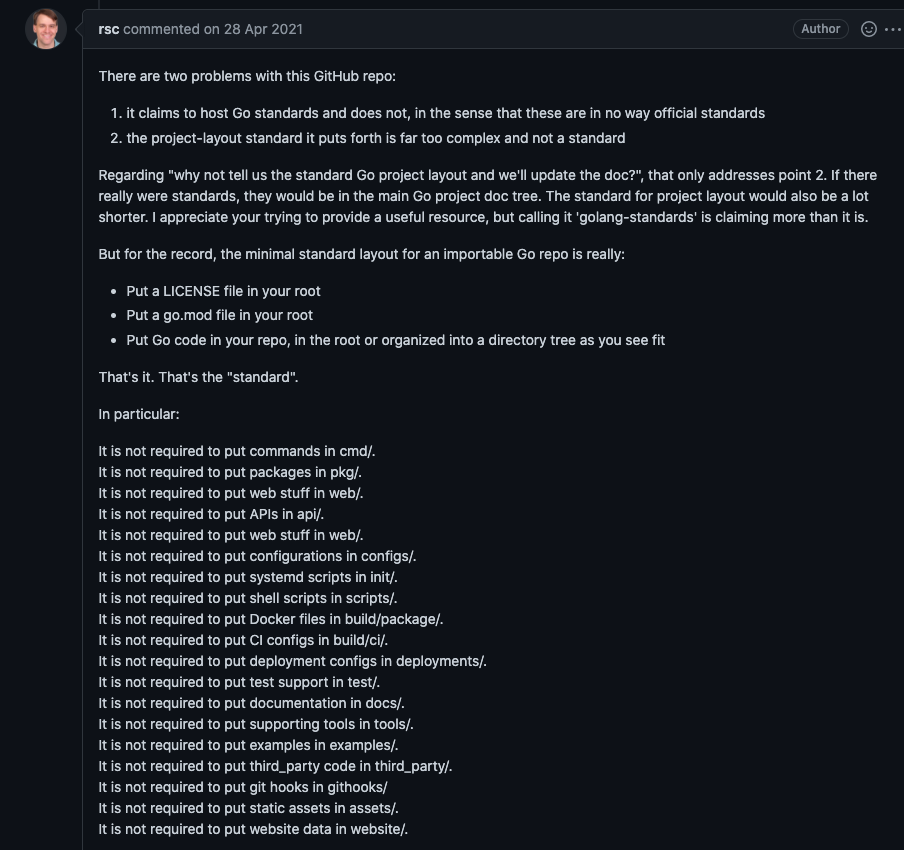 rsc commented on 28 Apr 2021
Author
There are two problems with this GitHub repo:
1. it claims to host Go standards and does not, in the sense that these are in no way official standards
2. the project-layout standard it puts forth is far too complex and not a standard
Regarding "why not tell us the standard Go project layout and we'll update the doc?", that only addresses point 2. If there
really were standards, they would be in the main Go project doc tree. The standard for project layout would also be a lot
shorter. I appreciate your trying to provide a useful resource, but calling it 'golang-standards' is claiming more than it is.
But for the record, the minimal standard layout for an importable Go repo is really:
• Put a LICENSE file in your root
• Put a go.mod file in your root
• Put Go code in your repo, in the root or organized into a directory tree as you see fit
That's it. That's the "standard".
In particular:
It is not required to put commands in cmd/.
It is not required to put packages in pkg/.
It is not required to put web stuff in web/.
It is not required to put APIs in api/.
It is not required to put web stuff in web/.
It is not required to put configurations in configs/.
It is not required to put systemd scripts in init/.
It is not required to put shell scripts in scripts/.
It is not required to put Docker files in build/package/.
It is not required to put CI configs in build/ci/.
It is not required to put deployment configs in deployments/.
It is not required to put test support in test/.
It is not required to put documentation in docs/.
It is not required to put supporting tools in tools/.
It is not required to put examples in examples/.
It is not required to put third_party code in third_party/.
It is not required to put git hooks in githooks/
It is not required to put static assets in assets/.
It is not required to put website data in website/.